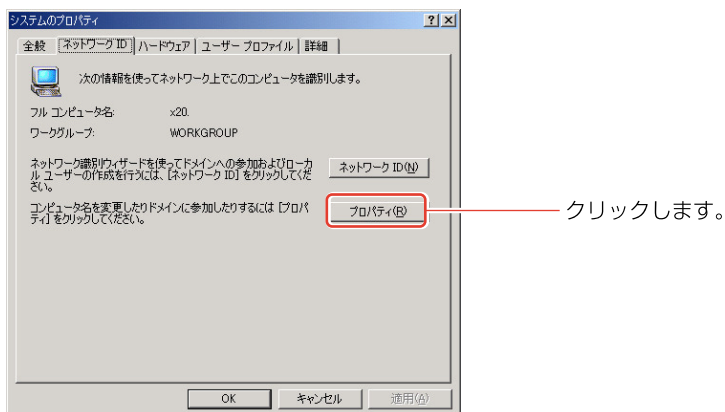 システムのプロパティ
全般 ネットワーク ID ハードウェア ユーザー プロファイル 詳細
次の情報を使ってネットワーク上でこのコンピュータを識別します。
フル コンピュータ名: x20.
ワークグループ: WORKGROUP
ネットワーク識別ウィザードを使ってドメインへの参加およびローカ
ル ユーザーの作成を行うには、[ネットワーク ID] をクリックしてくだ
さい。
ネットワーク ID(N)
コンピュータ名を変更したりドメインに参加したりするには [プロパ
ティ] をクリックしてください。
プロパティ(R)
クリックします。
OK キャンセル 適用(A)